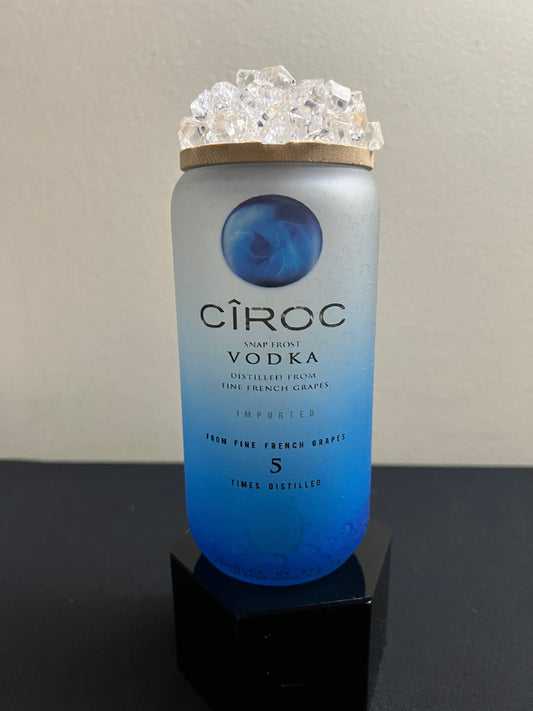 CÎROC
SNAP FROST
VODKA
DISTILLED FROM
FINE FRENCH GRAPES
IMPORTED
FROM FINE FRENCH GRAPES
5
TIMES DISTILLED